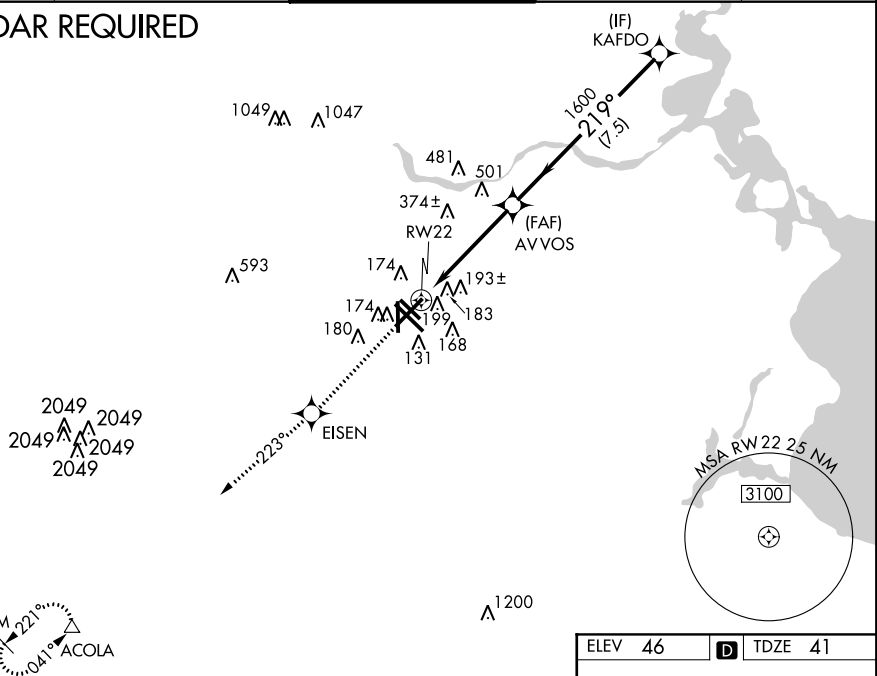 DAR REQUIRED
(IF)
KAFDO
1600
219°
(7.5)
1049
1047
481
501
374±
(FAF)
AVVOS
RW22
593
174
193±
174
199
183
180
168
131
EISEN
223°
2049
2049
2049
2049
2049
MSA RW22 25 NM
3100
1200
221°
041°
ACOLA
ELEV 46
D
TDZE 41